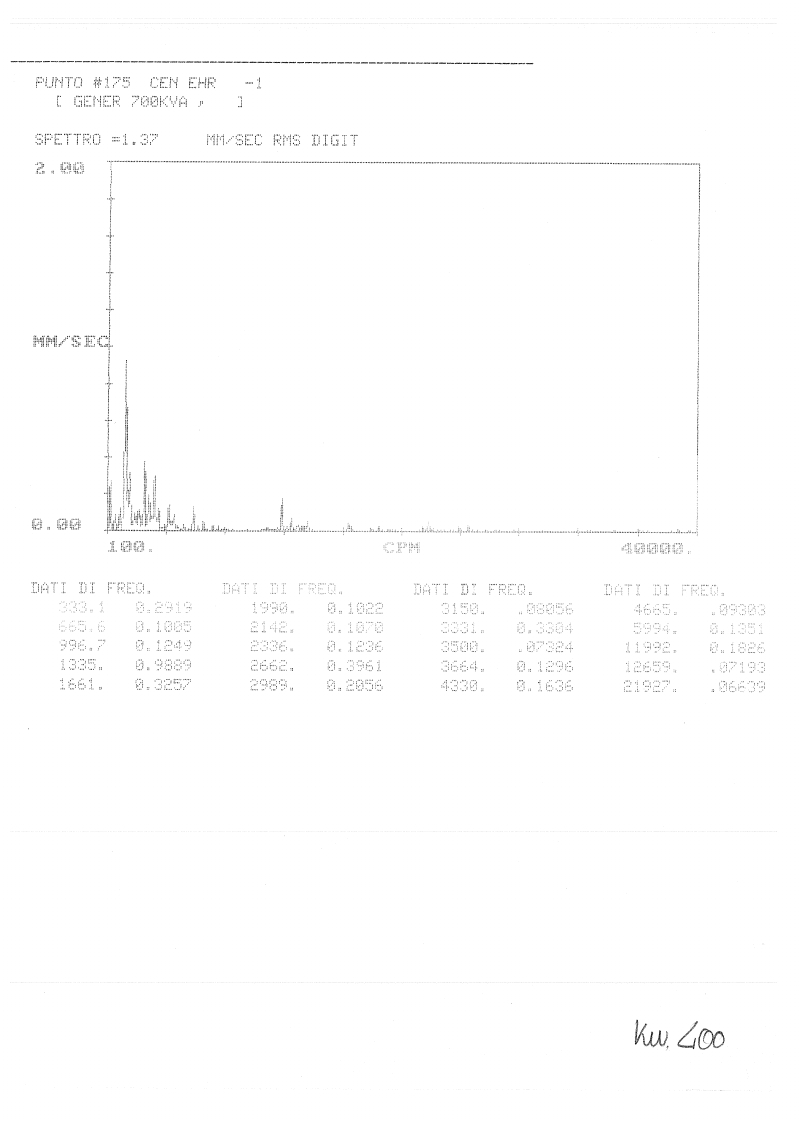 PUNTO #175 CEN EHR -1
[ GENER 700KVA , ]
SPETTRO =1.37 MM/SEC RMS DIGIT
2.00
MM/SEC
0.00
100. CPM 40000.
DATI DI FREQ. DATI DI FREQ. DATI DI FREQ. DATI DI FREQ.
333.1 0.2919 1990. 0.1022 3150. .08056 4665. .09303
665.6 0.1005 2142. 0.1070 3331. 0.3304 5994. 0.1351
996.7 0.1249 2336. 0.1236 3500. .07324 11992. 0.1826
1335. 0.9889 2662. 0.3961 3664. 0.1296 12659. .07193
1661. 0.3257 2989. 0.2056 4330. 0.1636 21927. .06639
Kw. 400